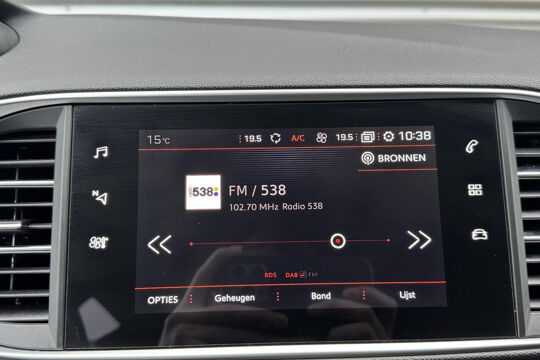 15°C 19.5 A/C 19.5 10:38
BRONNEN
N
radio 538
FM / 538
102.70 MHz Radio 538
RDS DAB FM
OPTIES Geheugen Band Lijst